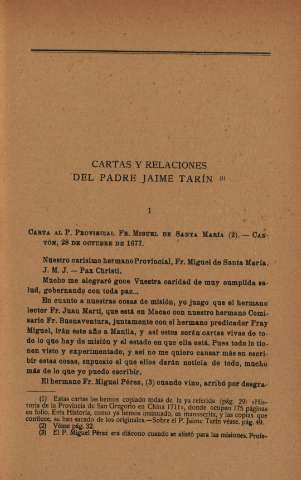 CARTAS Y RELACIONES
DEL PADRE JAIME TARÍN (1)
I
CARTA AL P. PROVINCIAL FR. MIGUEL DE SANTA MARÍA (2). — CAN-
TÓN, 28 DE OCTUBRE DE 1677.
Nuestro carísimo hermano Provincial, Fr. Miguel de Santa María.
J. M. J. — Pax Christi.
Mucho me alegraré goce Vuestra caridad de muy cumplida sa-
lud, gobernando con toda paz...
En cuanto a nuestras cosas de misión, yo juzgo que el hermano
lector Fr. Juan Martí, que está en Macao con nuestro hermano Comi-
sario Fr. Buenaventura, juntamente con el hermano predicador Fray
Miguel, irán este año a Manila, y así estos serán cartas vivas de to-
do lo que hay de misión y el estado en que ella está. Pues todo lo tie-
nen visto y experimentado, y así no me quiero cansar más en escri-
bir estas cosas, supuesto el que ellos darán noticia de todo, mucho
más de lo que yo puedo escribir.
El hermano Fr. Miguel Pérez, (3) cuando vino, arribó por desgra-
(1) Estas cartas las hemos copiado todas de la ya referida (pág. 29) «His-
toria de la Provincia de San Gregorio en China 1711», donde ocupan 175 páginas
en folio. Esta Historia, como ya hemos insinuado, es manuscrita, y las copias que
contiene, se han sacado de los originales.—Sobre el P. Jaime Tarín véase, pág. 49.
(2) Véase pág. 32.
(3) El P. Miguel Pérez era diácono cuando se alistó para las misiones. Profe-